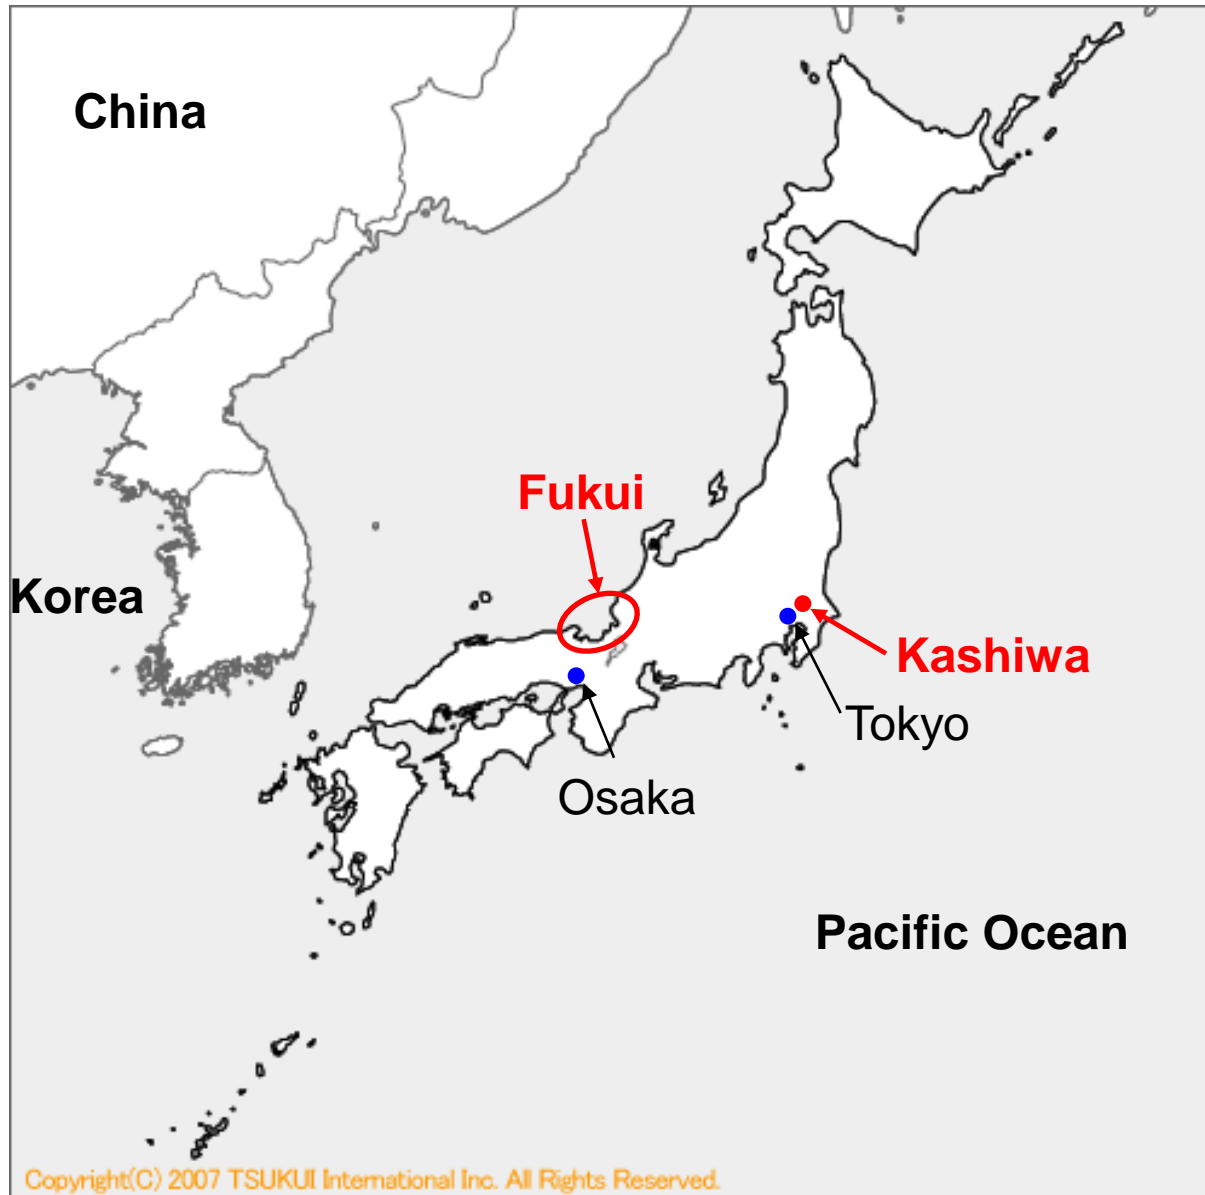 China
Fukui
Korea
Kashiwa
Tokyo
Osaka
Pacific Ocean
Copyright(C) 2007 TSUKUI International Inc. All Rights Reserved.